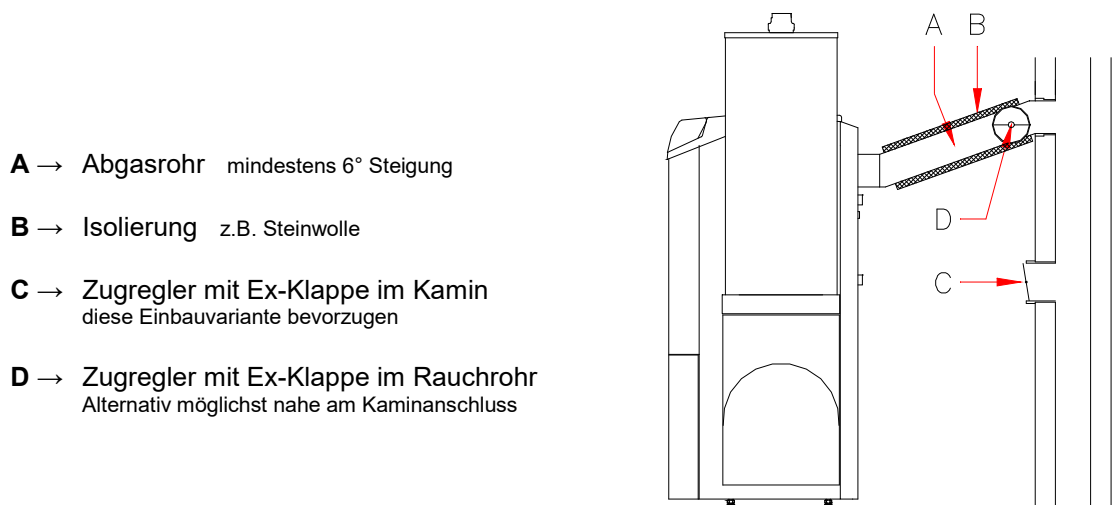 A → Abgasrohr mindestens 6° Steigung
B → Isolierung z.B. Steinwolle
C → Zugregler mit Ex-Klappe im Kamin
diese Einbauvariante bevorzugen
D → Zugregler mit Ex-Klappe im Rauchrohr
Alternativ möglichst nahe am Kaminanschluss
A B
D
C